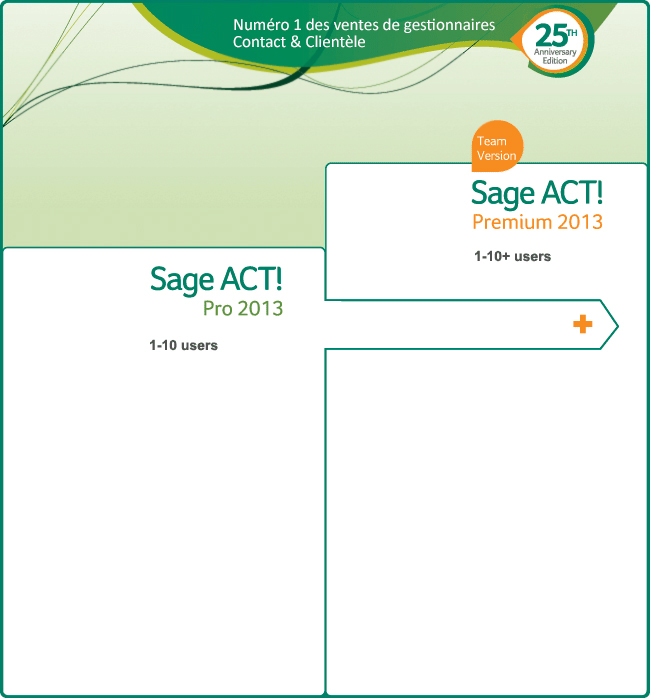 Numéro 1 des ventes de gestionnaires
Contact & Clientèle
25TH
Anniversary
Edition
Team
Version
Sage ACT!
Premium 2013
1-10+ users
Sage ACT!
Pro 2013
1-10 users